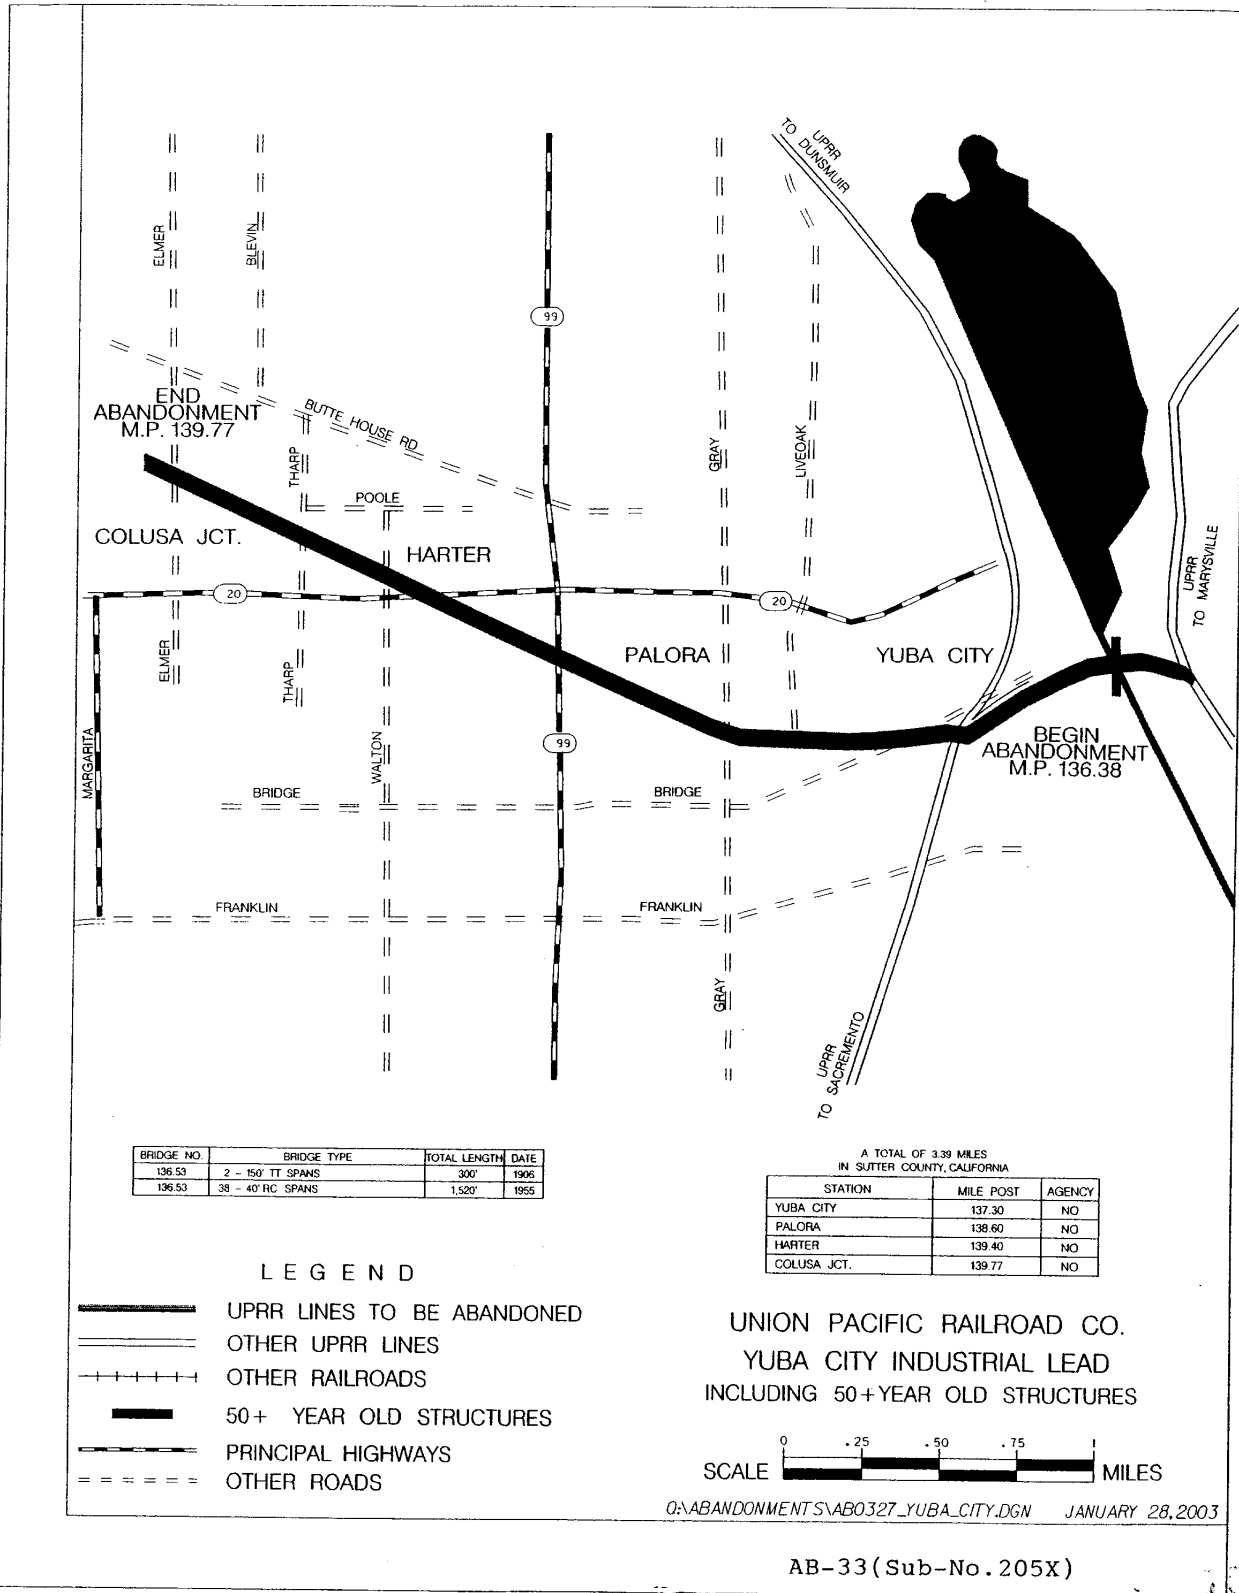 TO DUNSMUIR
UPRR
ELMER
BLEVIN
99
END
ABANDONMENT
M.P. 139.77
BUTTE HOUSE RD
THARP
GRAY
LIVEOAK
POOLE
COLUSA JCT.
HARTER
UPRR
TO MARYSVILLE
20
20
ELMER
THARP
PALORA
YUBA CITY
MARGARITA
WALTON
99
BEGIN
ABANDONMENT
M.P. 136.38
BRIDGE
BRIDGE
FRANKLIN
FRANKLIN
GRAY
UPRR
TO SACREMENTO
BRIDGE NO. BRIDGE TYPE TOTAL LENGTH DATE
136.53 2 - 150' TT SPANS 300' 1906
136.53 38 - 40' RC SPANS 1,520' 1955
A TOTAL OF 3.39 MILES
IN SUTTER COUNTY, CALIFORNIA
STATION MILE POST AGENCY
YUBA CITY 137.30 NO
PALORA 138.60 NO
HARTER 139.40 NO
COLUSA JCT. 139.77 NO
LEGEND
UPRR LINES TO BE ABANDONED
OTHER UPRR LINES
OTHER RAILROADS
50+ YEAR OLD STRUCTURES
PRINCIPAL HIGHWAYS
OTHER ROADS
UNION PACIFIC RAILROAD CO.
YUBA CITY INDUSTRIAL LEAD
INCLUDING 50+YEAR OLD STRUCTURES
0 .25 .50 .75 1
SCALE MILES
Q:\ABANDONMENTS\AB0327_YUBA_CITY.DGN JANUARY 28,2003
AB-33(Sub-No.205X)